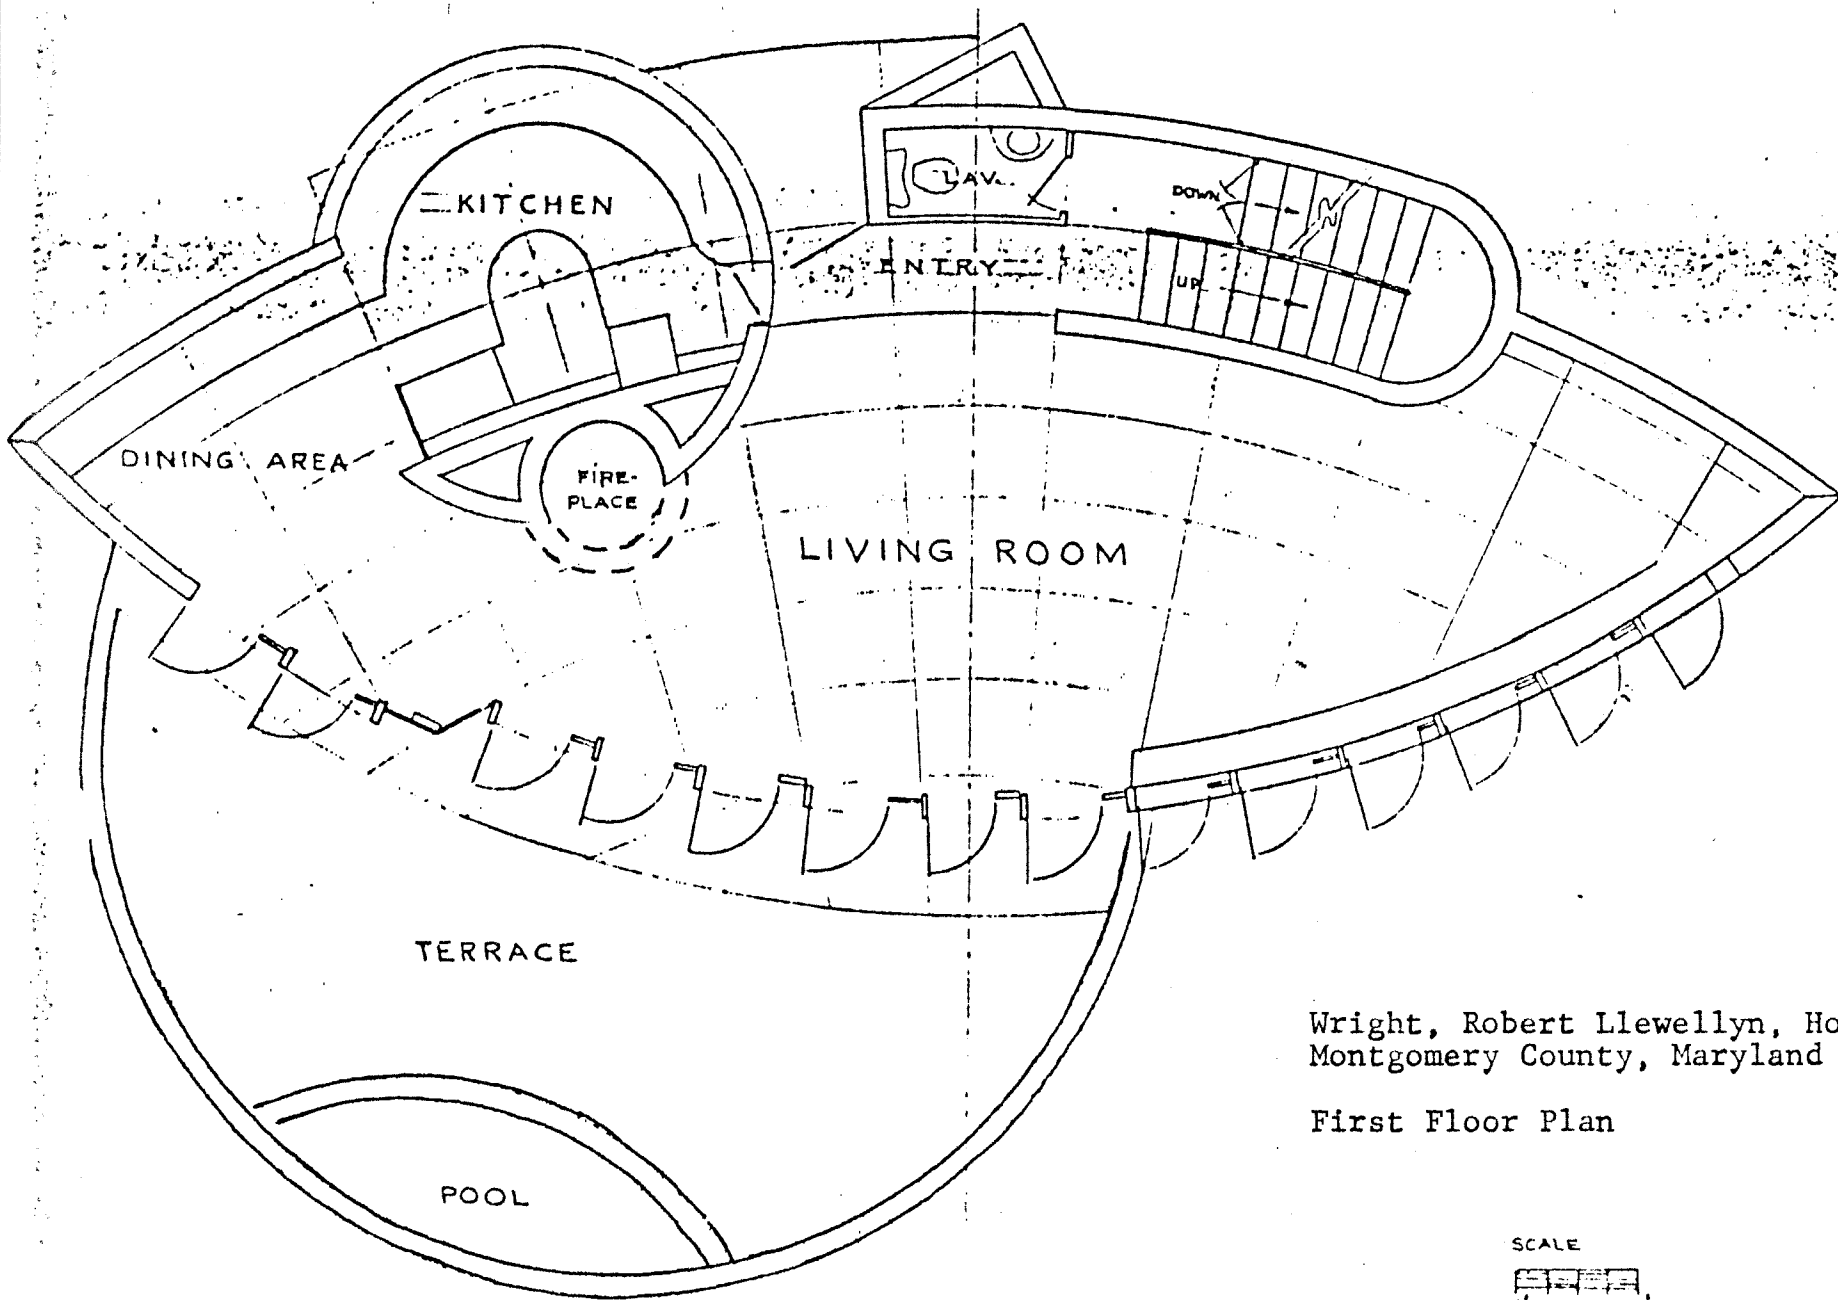 KITCHEN
LAV.
DOWN
ENTRY
UP
DINING AREA
FIRE-
PLACE
LIVING ROOM
TERRACE
POOL
Wright, Robert Llewellyn, Ho
Montgomery County, Maryland
First Floor Plan
SCALE